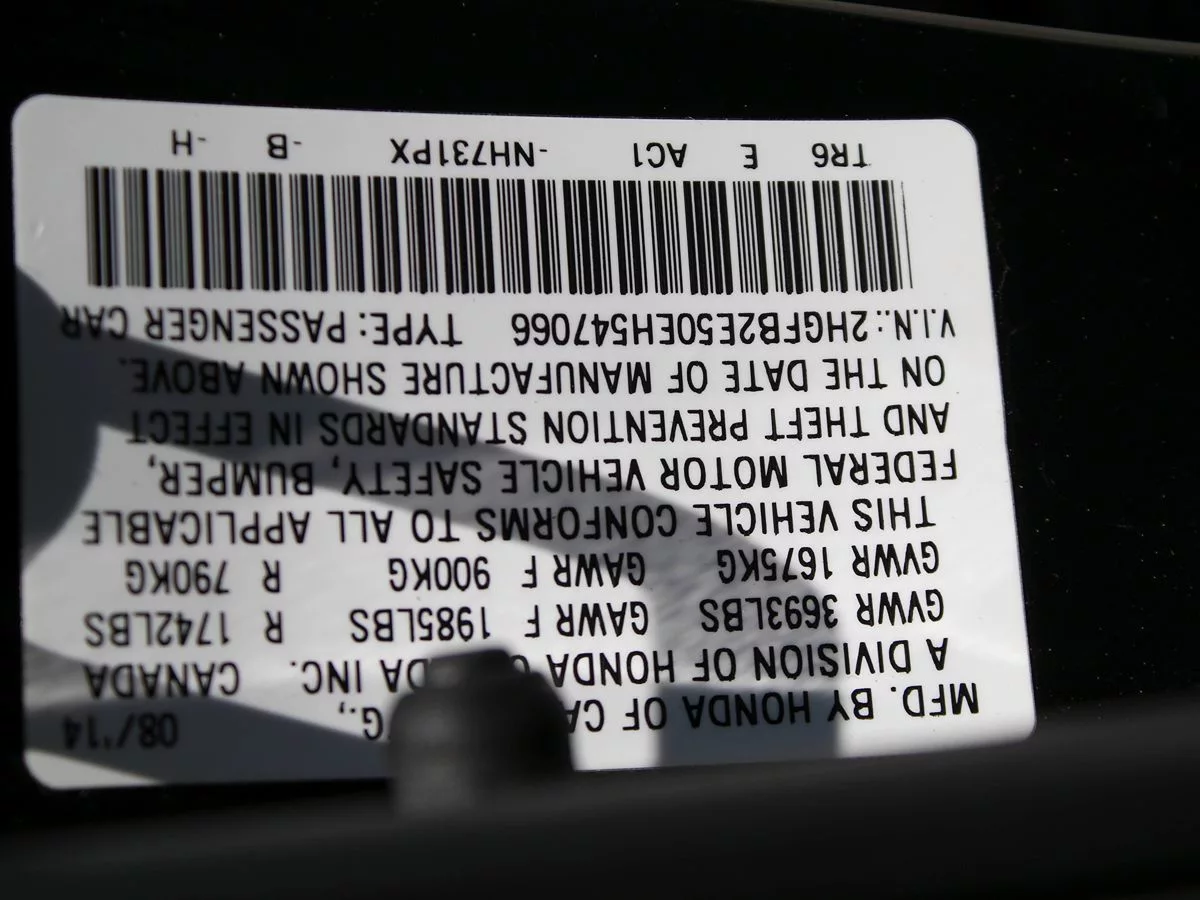 MFD. BY HONDA OF CA G., 08/'14
A DIVISION OF HONDA DA INC. CANADA
GVWR 3693LBS GAWR F 1985LBS R 1742LBS
GVWR 1675KG GAWR F 900KG R 790KG
THIS VEHICLE CONFORMS TO ALL APPLICABLE
FEDERAL MOTOR VEHICLE SAFETY, BUMPER,
AND THEFT PREVENTION STANDARDS IN EFFECT
ON THE DATE OF MANUFACTURE SHOWN ABOVE.
V.I.N.: 2HGFB2E50EH547066 TYPE: PASSENGER CAR
TR6 E AC1 -NH731PX -B -H